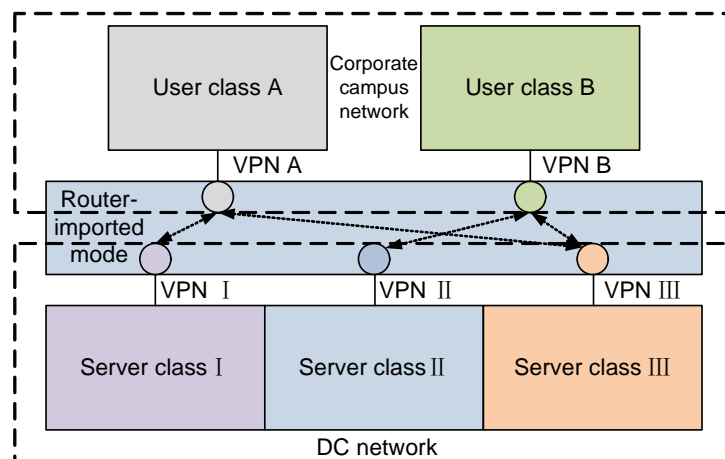 User class A
Corporate
campus
network
User class B
VPN A
VPN B
Router-
imported
mode
VPN Ⅰ
VPN Ⅱ
VPN Ⅲ
Server class Ⅰ
Server class Ⅱ
Server class Ⅲ
DC network